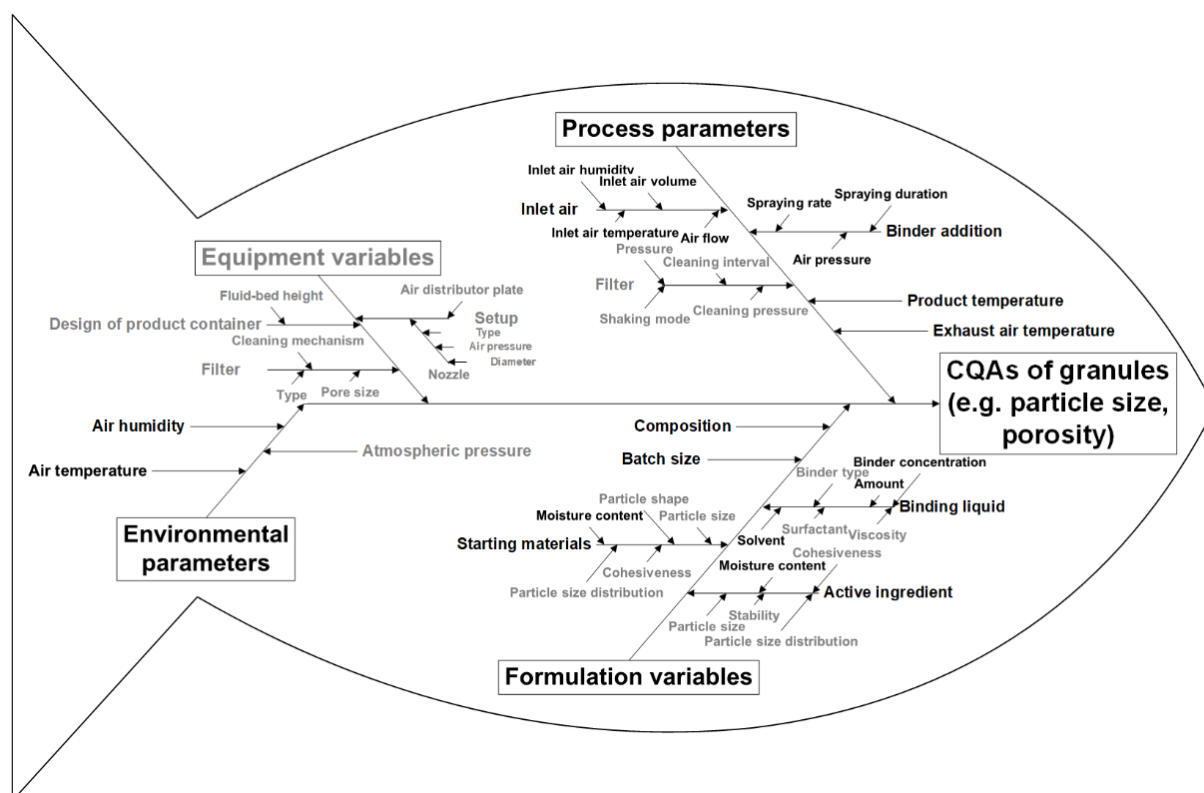 Process parameters
Inlet air humidity
Inlet air volume
Inlet air
Inlet air temperature
Air flow
Spraying duration
Spraying rate
Binder addition
Air pressure
Pressure
Cleaning interval
Filter
Shaking mode
Cleaning pressure
Product temperature
Exhaust air temperature
Equipment variables
Fluid-bed height
Design of product container
Air distributor plate
Setup
Type
Air pressure
Diameter
Nozzle
Cleaning mechanism
Filter
Type
Pore size
CQAs of granules
(e.g. particle size,
porosity)
Air humidity
Atmospheric pressure
Air temperature
Environmental
parameters
Composition
Batch size
Binder type
Binder concentration
Amount
Binding liquid
Solvent
Surfactant
Viscosity
Particle shape
Moisture content
Particle size
Starting materials
Cohesiveness
Particle size distribution
Cohesiveness
Moisture content
Active ingredient
Particle size
Stability
Particle size distribution
Formulation variables